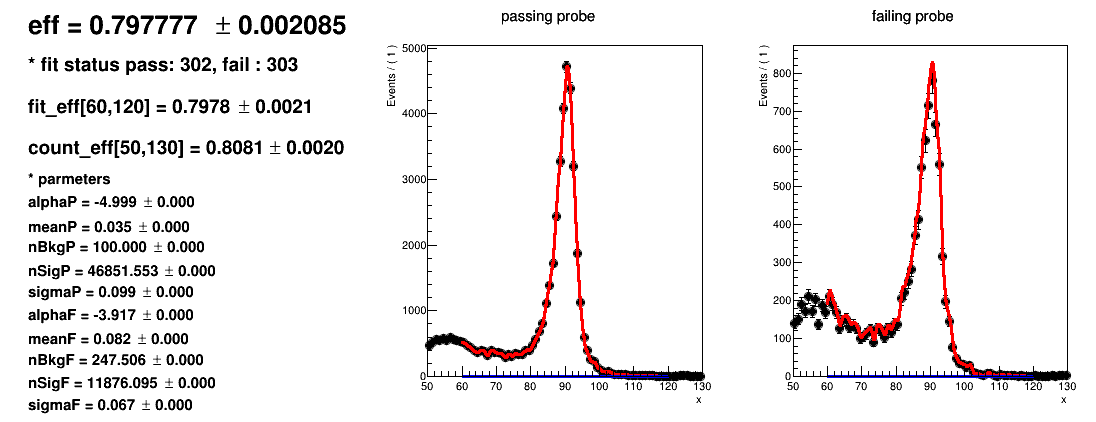 eff = 0.797777 ± 0.002085
* fit status pass: 302, fail : 303
fit_eff[60,120] = 0.7978 ± 0.0021
count_eff[50,130] = 0.8081 ± 0.0020
* parmeters
alphaP = -4.999 ± 0.000
meanP = 0.035 ± 0.000
nBkgP = 100.000 ± 0.000
nSigP = 46851.553 ± 0.000
sigmaP = 0.099 ± 0.000
alphaF = -3.917 ± 0.000
meanF = 0.082 ± 0.000
nBkgF = 247.506 ± 0.000
nSigF = 11876.095 ± 0.000
sigmaF = 0.067 ± 0.000
passing probe
Events / ( 1 )
5000
4000
3000
2000
1000
0
50 60 70 80 90 100 110 120 130
x
failing probe
Events / ( 1 )
800
700
600
500
400
300
200
100
0
50 60 70 80 90 100 110 120 130
x